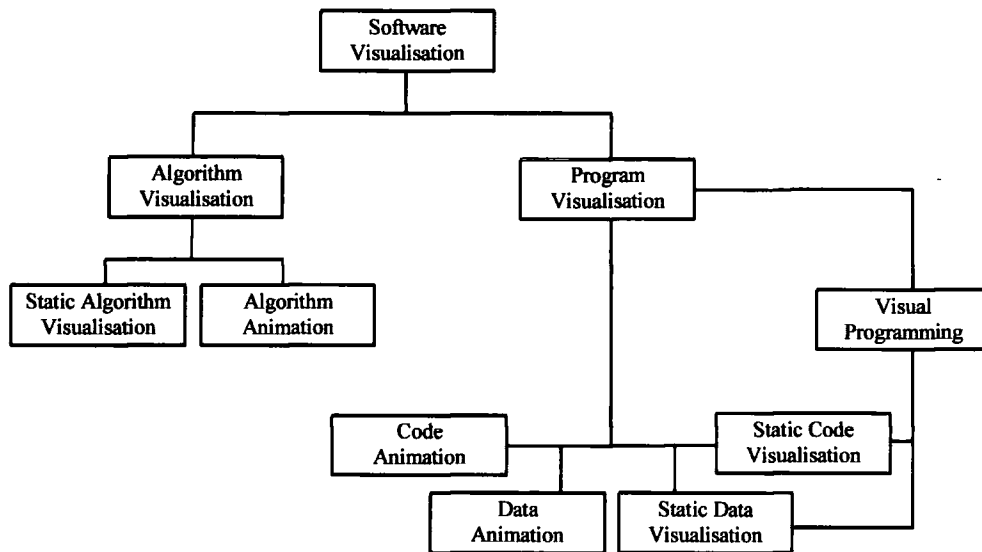 Software
Visualisation
Algorithm
Visualisation
Program
Visualisation
Static Algorithm
Visualisation
Algorithm
Animation
Visual
Programming
Code
Animation
Static Code
Visualisation
Data
Animation
Static Data
Visualisation